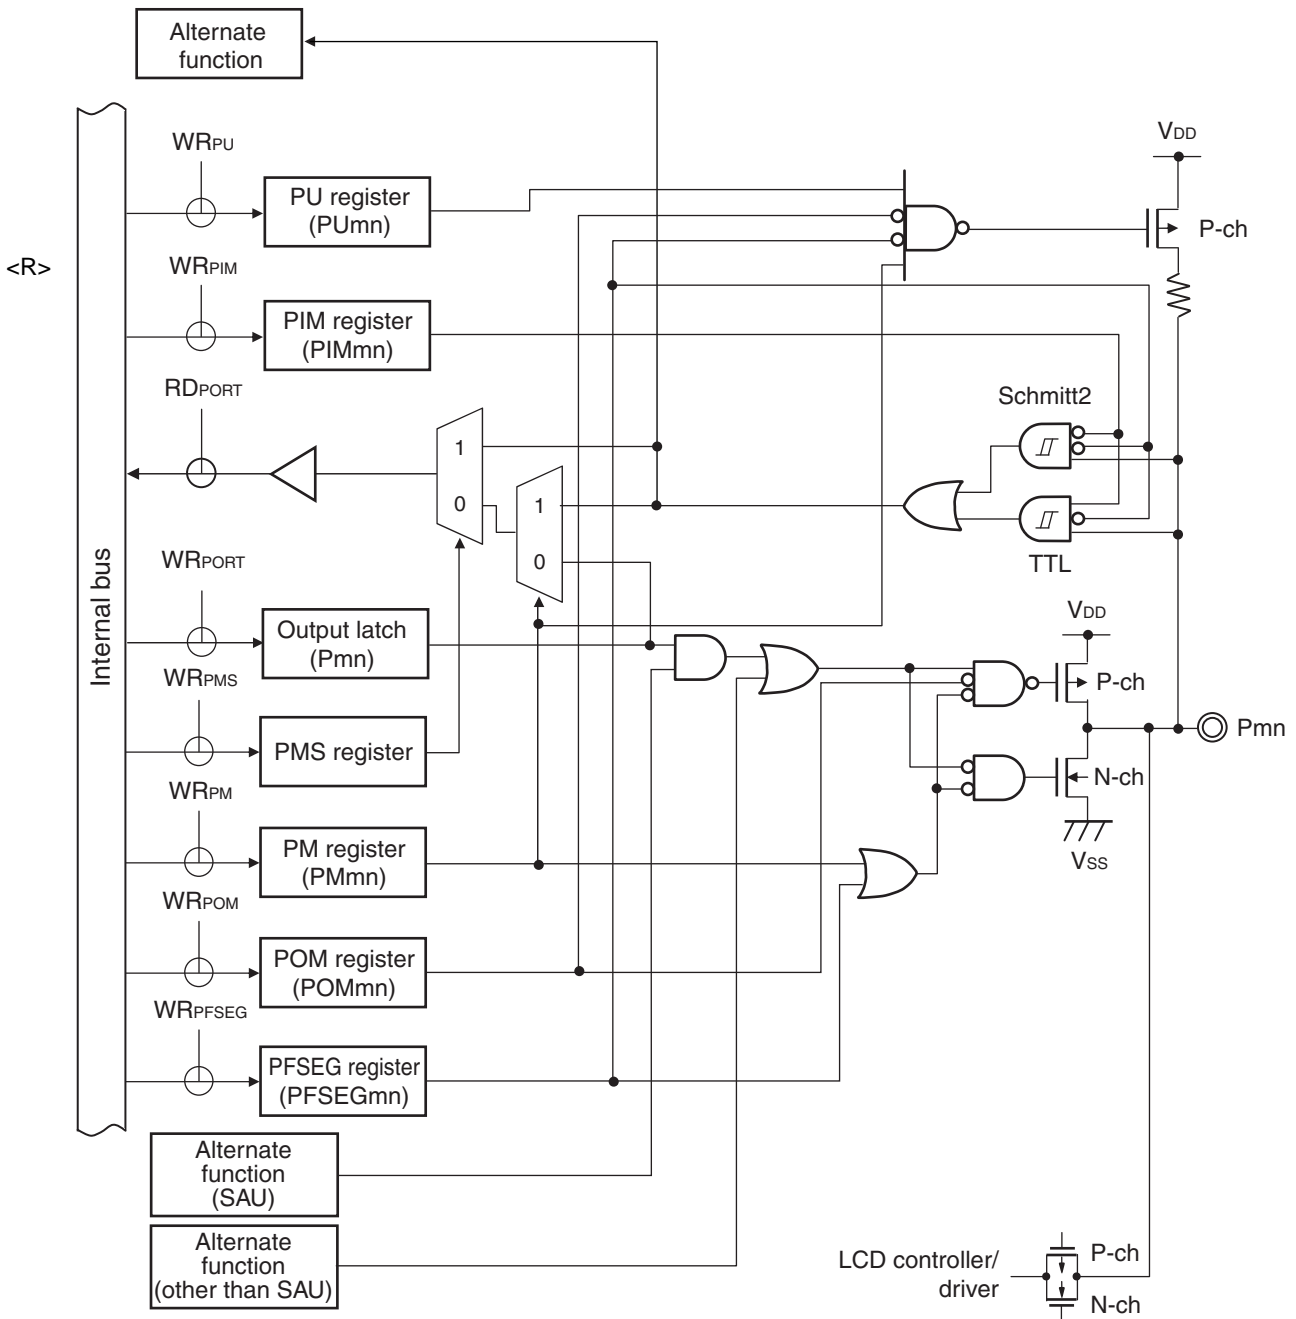 Alternate
function
WRPU
VDD
PU register
(PUmn)
P-ch
<R>
WRPIM
PIM register
(PIMmn)
RDPORT
Schmitt2
1
0
1
0
TTL
WRPORT
Internal bus
VDD
Output latch
(Pmn)
WRPMS
P-ch
Pmn
PMS register
N-ch
WRPM
VSS
PM register
(PMmn)
WRPOM
POM register
(POMmn)
WRPFSEG
PFSEG register
(PFSEGmn)
Alternate
function
(SAU)
Alternate
function
(other than SAU)
LCD controller/
driver
P-ch
N-ch